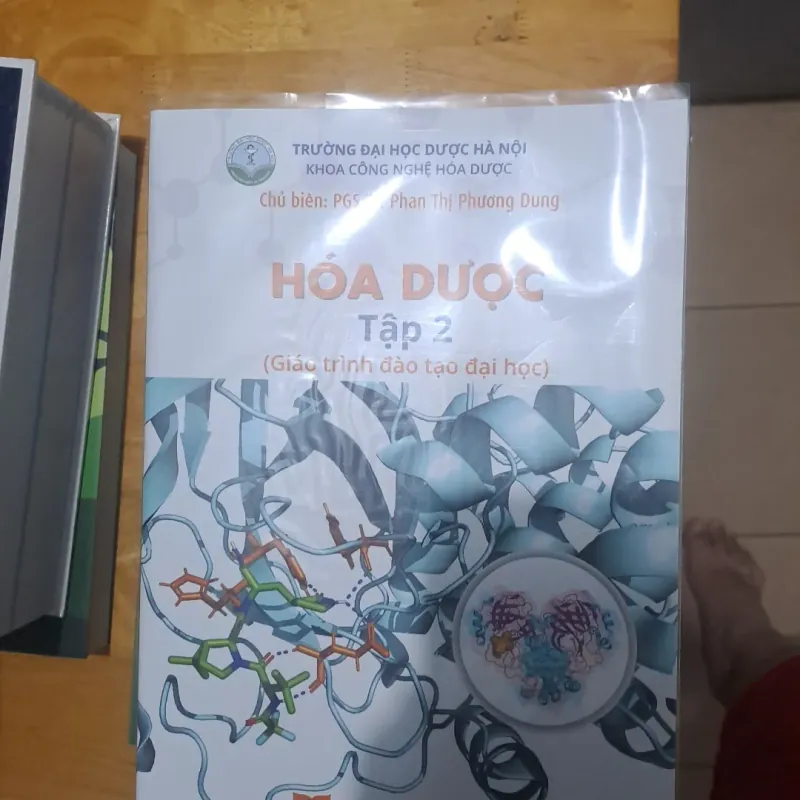 TRƯỜNG ĐẠI HỌC DƯỢC HÀ NỘI
KHOA CÔNG NGHỆ HÓA DƯỢC
Chủ biên: Phan Thị Phương Dung
HÓA DƯỢC
Tập 2
(Giáo trình đào tạo đại học)